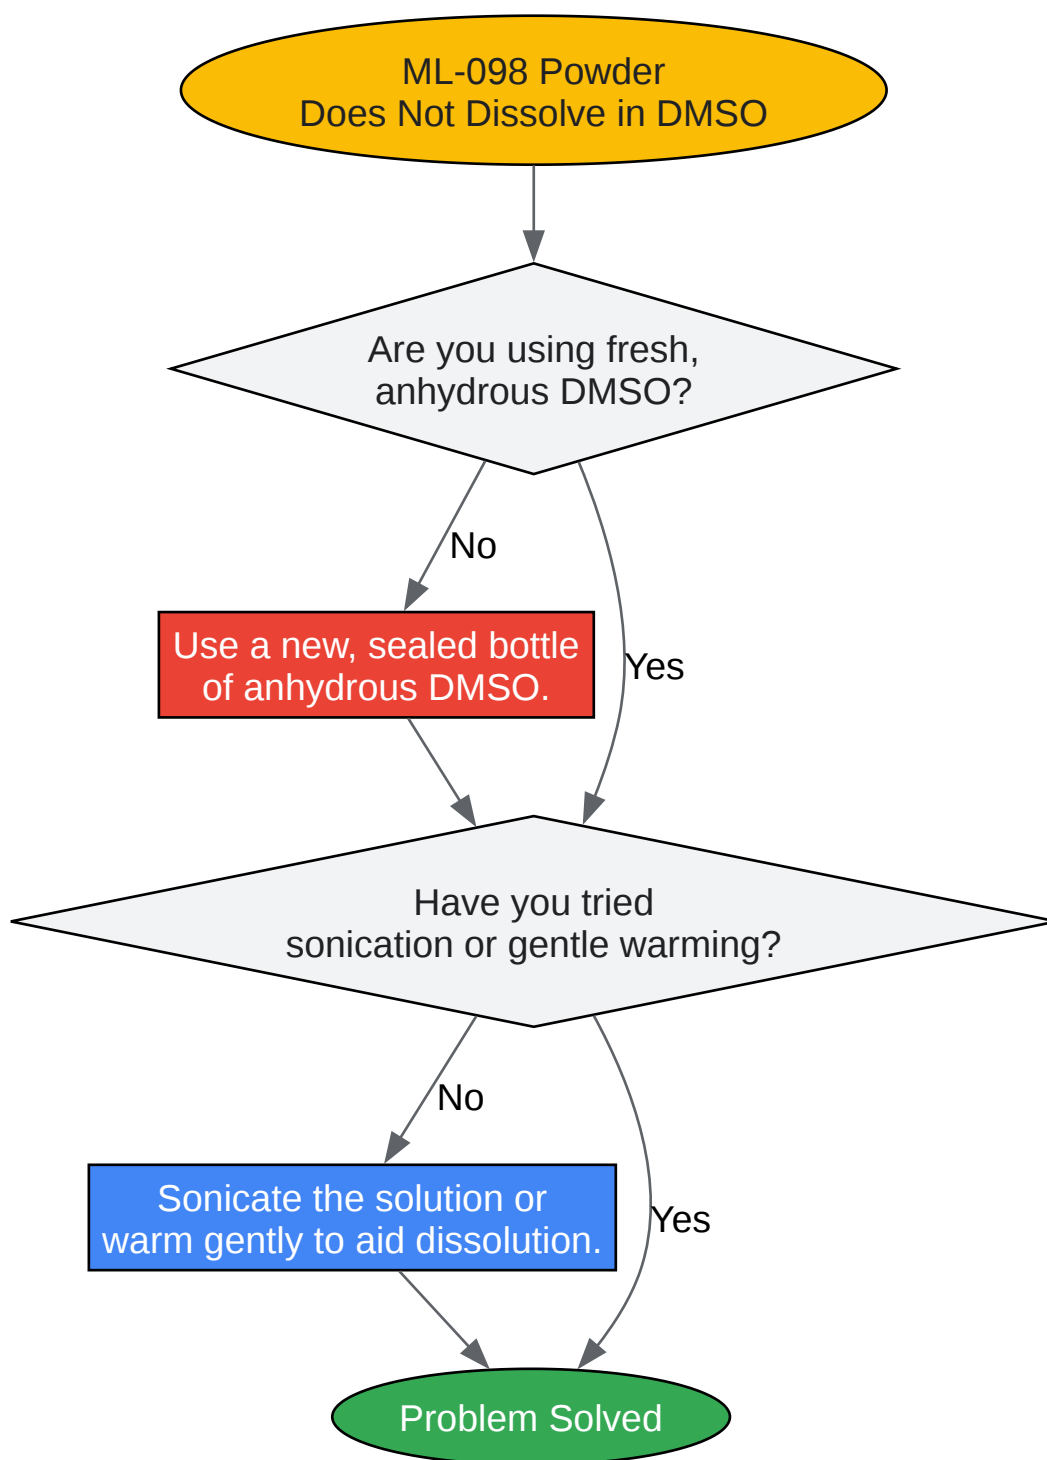 ML-098 Powder
Does Not Dissolve in DMSO
Are you using fresh,
anhydrous DMSO?
No
Use a new, sealed bottle
of anhydrous DMSO.
Yes
Have you tried
sonication or gentle warming?
No
Sonicate the solution or
warm gently to aid dissolution.
Yes
Problem Solved